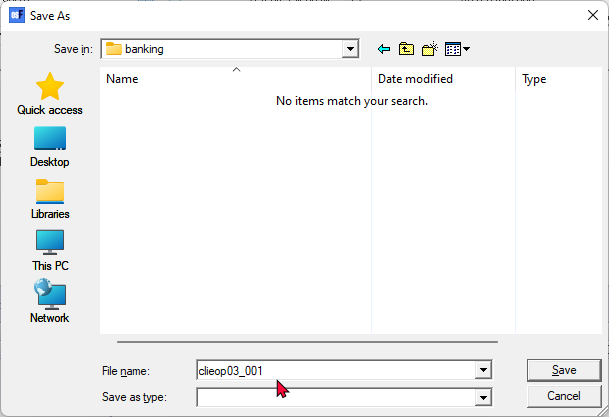 Save As
Save in:
banking
Name
Date modified
Type
No items match your search.
Quick access
Desktop
Libraries
This PC
Network
File name:
clieop03_001
Save
Save as type:
Cancel